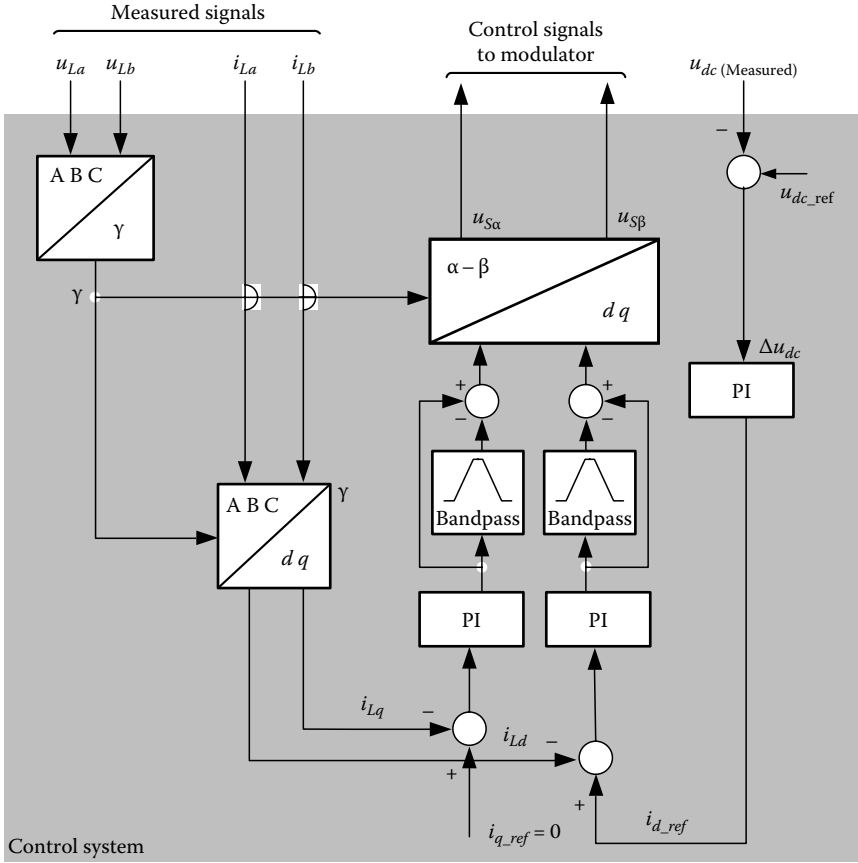 Measured signals
Control signals
to modulator
u_La u_Lb i_La i_Lb
u_dc (Measured)
−
A B C
γ
u_dc_ref
u_Sα u_Sβ
α – β
d q
γ
Δu_dc
PI
+ +
− −
A B C
γ
d q
Bandpass Bandpass
PI PI
i_Lq −
i_Ld −
+
+
i_q_ref = 0
i_d_ref
Control system